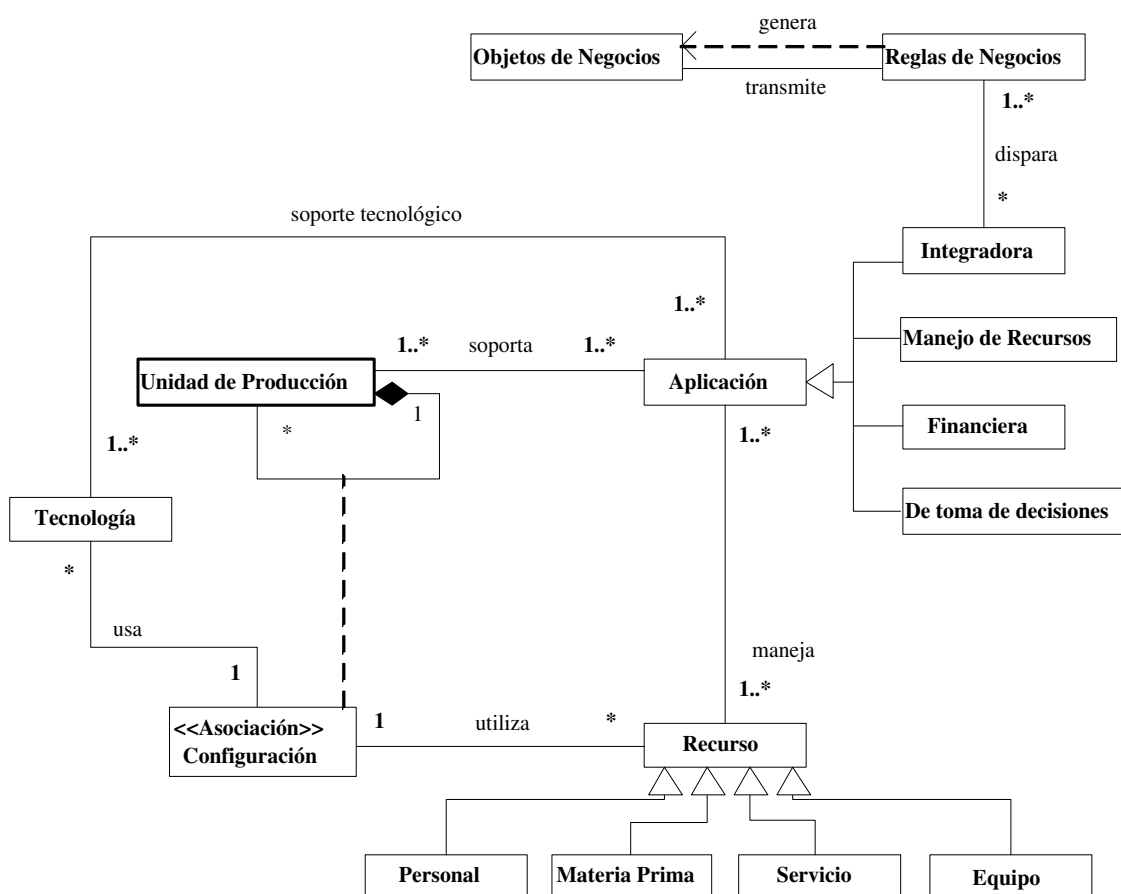 genera
Objetos de Negocios
Reglas de Negocios
transmite
1..*
dispara
*
soporte tecnológico
Integradora
1..*
1..*
soporta
1..*
Manejo de Recursos
Unidad de Producción
Aplicación
*
1
Financiera
1..*
1..*
Tecnología
De toma de decisiones
*
usa
maneja
1
1..*
<<Asociación>>
Configuración
1
utiliza
*
Recurso
Personal
Materia Prima
Servicio
Equipo